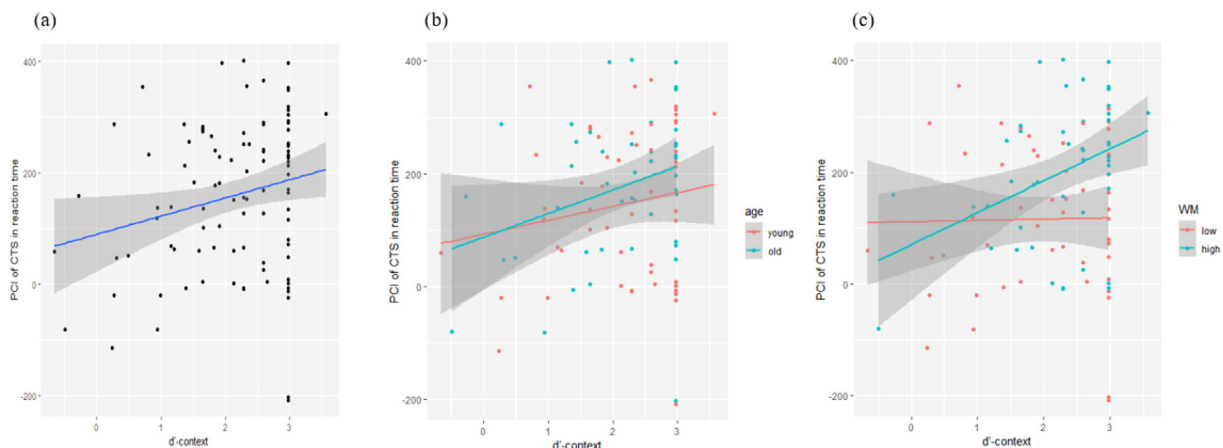 (a)
PCI of CTS in reaction time
400
200
0
-200
0
1
2
3
d'-context
(b)
PCI of CTS in reaction time
400
200
0
-200
0
1
2
3
d'-context
age
young
old
(c)
PCI of CTS in reaction time
400
200
0
-200
0
1
2
3
d'-context
WM
low
high